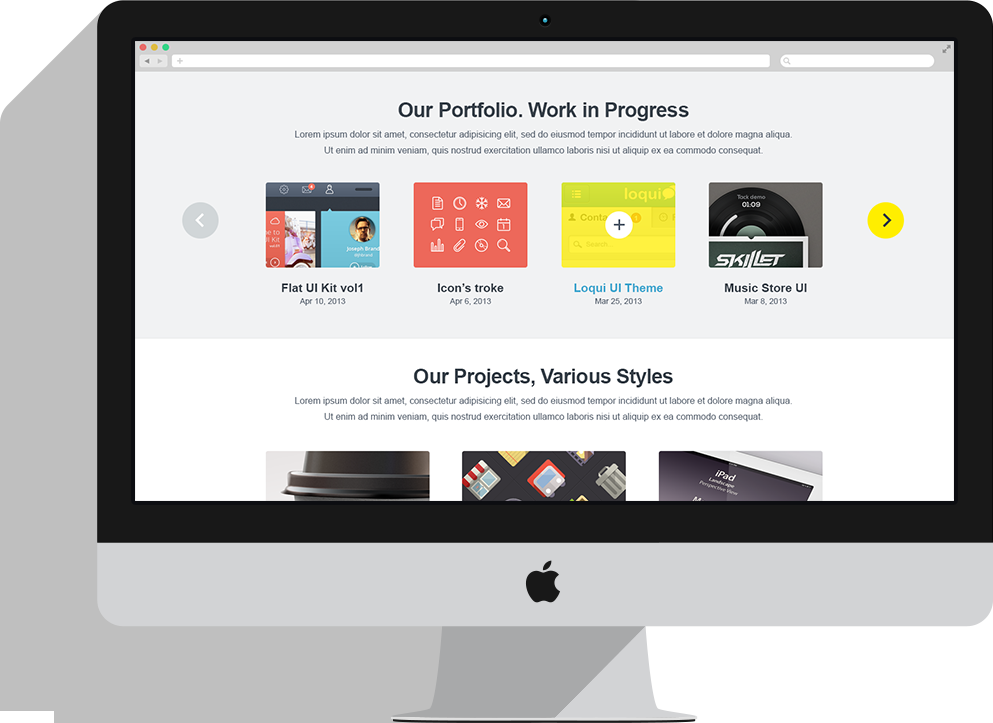 Our Portfolio. Work in Progress
Lorem ipsum dolor sit amet, consectetur adipisicing elit, sed do eiusmod tempor incididunt ut labore et dolore magna aliqua.
Ut enim ad minim veniam, quis nostrud exercitation ullamco laboris nisi ut aliquip ex ea commodo consequat.
loqui
Conta
Search...
Tack demo
01:09
Joseph Brand
SKILLET
Flat UI Kit vol1
Icon’s troke
Loqui UI Theme
Music Store UI
Apr 10, 2013
Apr 6, 2013
Mar 25, 2013
Mar 8, 2013
Our Projects, Various Styles
Lorem ipsum dolor sit amet, consectetur adipisicing elit, sed do eiusmod tempor incididunt ut labore et dolore magna aliqua.
Ut enim ad minim veniam, quis nostrud exercitation ullamco laboris nisi ut aliquip ex ea commodo consequat.
iPad
Landscape
Perspective View